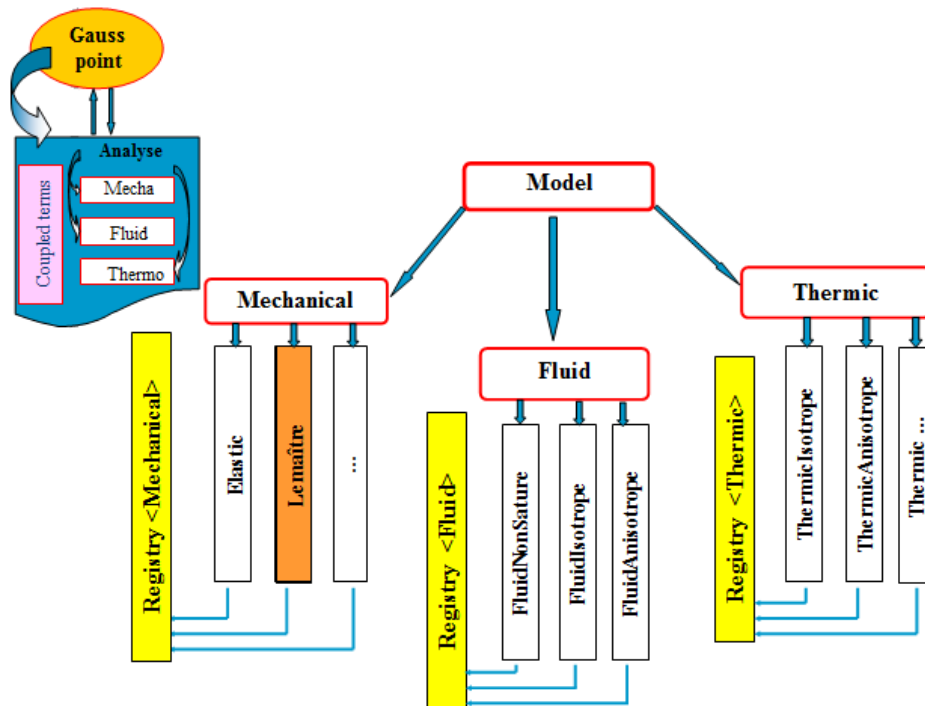 Gauss
point
Analyse
Coupled terms
Mecha
Fluid
Thermo
Model
Mechanical
Fluid
Thermic
Registry <Mechanical>
Elastic
Lemaître
...
Registry <Fluid>
FluidNonSature
FluidIsotrope
FluidAnisotrope
Registry <Thermic>
ThermicIsotrope
ThermicAnisotrope
Thermic ...